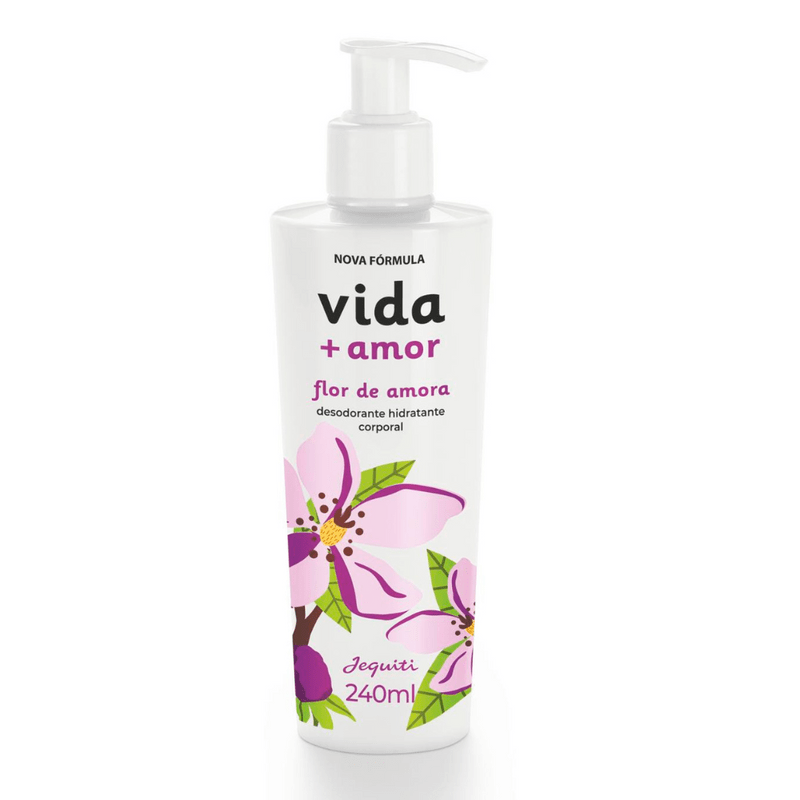 NOVA FÓRMULA
vida
+ amor
flor de amora
desodorante hidratante
corporal
Jequiti
240ml